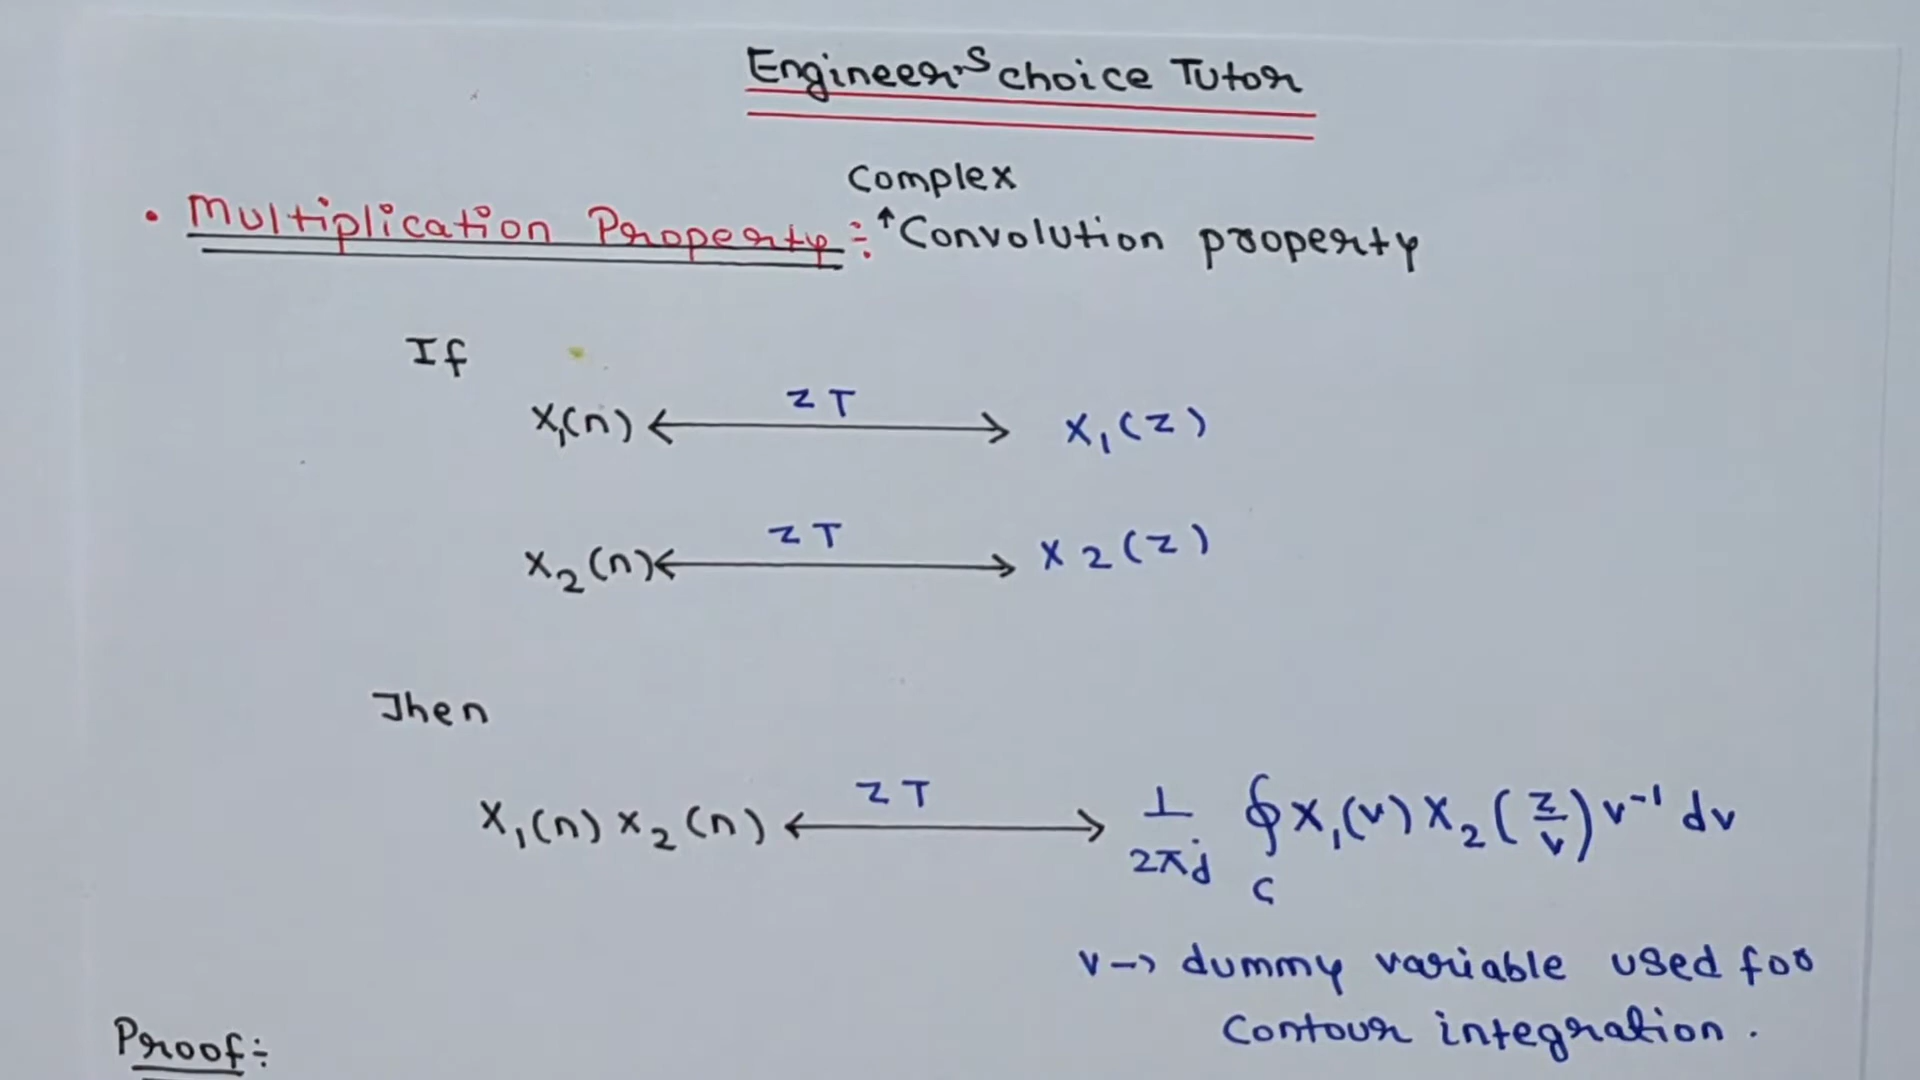 Engineer's choice Tutor
Complex
• Multiplication Property ÷ ↑Convolution property
If
x₁(n) ⟷ X₁(z)
ZT
x₂(n) ⟷ X₂(z)
ZT
Then
x₁(n) x₂(n) ⟷ 1/2πj ∮c X₁(v) X₂(z/v) v⁻¹ dv
ZT
v → dummy variable used for
Contour integration.
Proof ÷